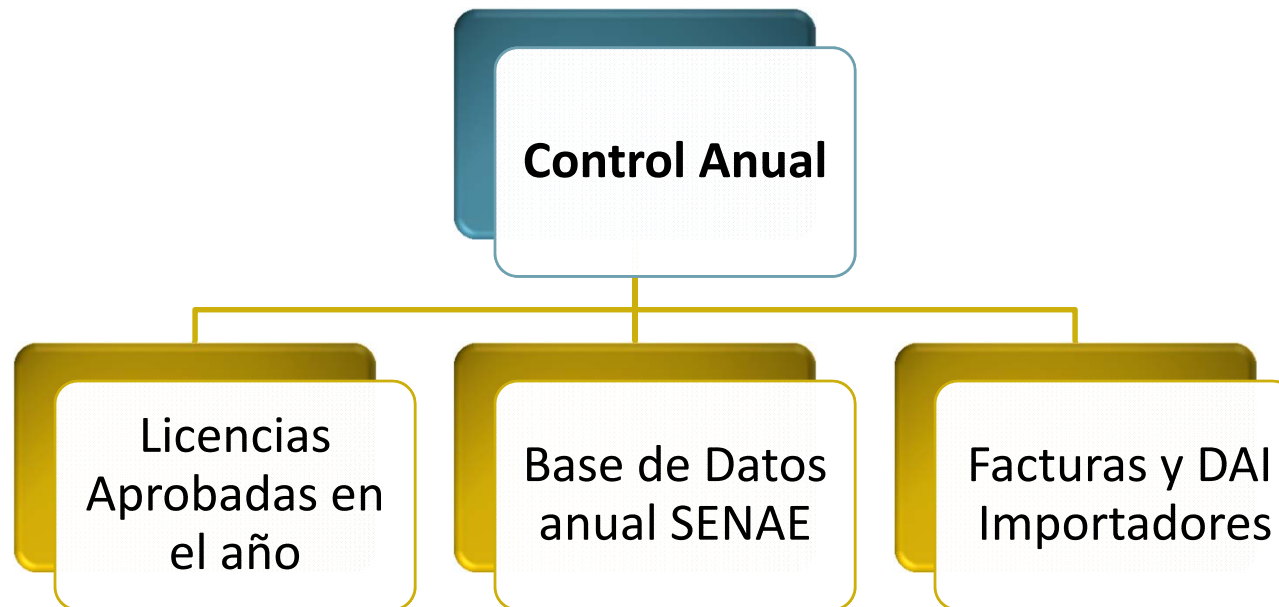 Control Anual
Licencias
Aprobadas en
el año
Base de Datos
anual SENAE
Facturas y DAI
Importadores